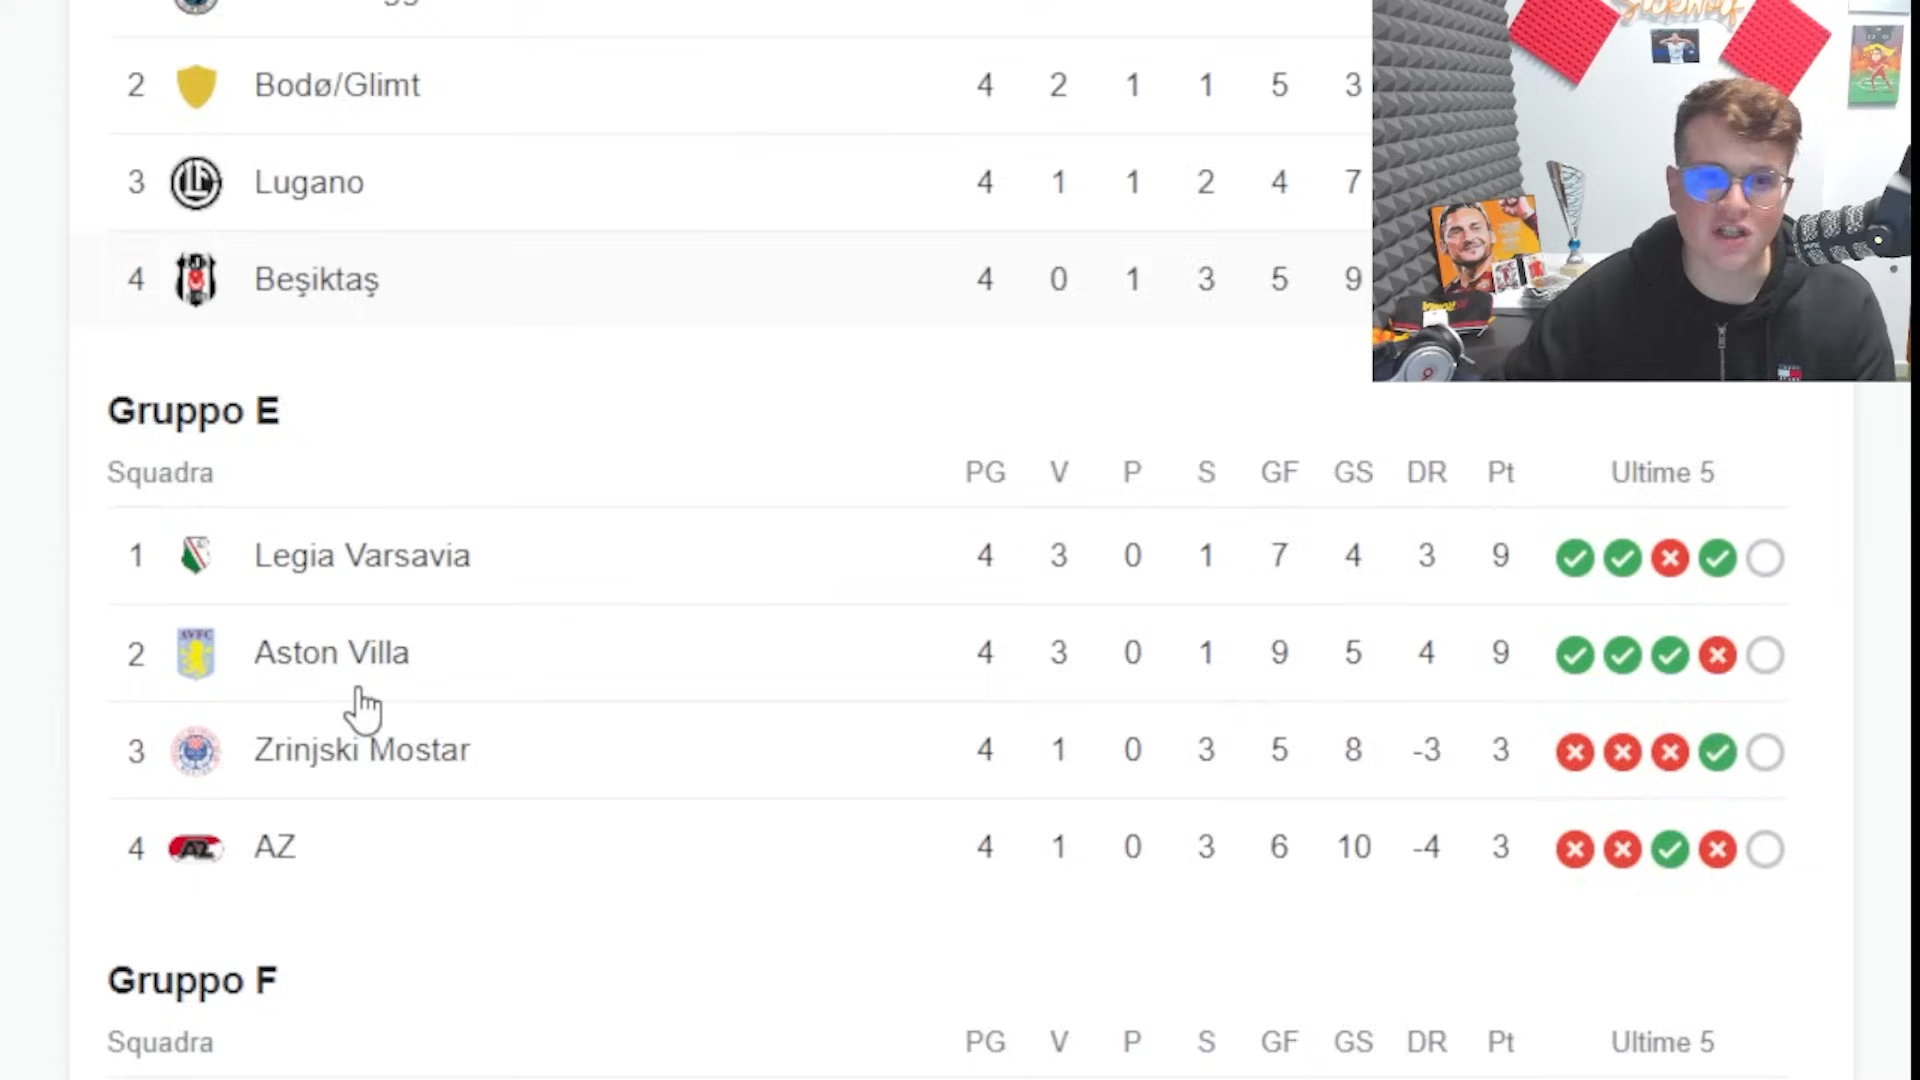 2 Bodø/Glimt 4 2 1 1 5 3
3 Lugano 4 1 1 2 4 7
4 Beşiktaş 4 0 1 3 5 9
Gruppo E
Squadra PG V P S GF GS DR Pt Ultime 5
1 Legia Varsavia 4 3 0 1 7 4 3 9
2 AVFC Aston Villa 4 3 0 1 9 5 4 9
3 Zrinjski Mostar 4 1 0 3 5 8 -3 3
4 AZ AZ 4 1 0 3 6 10 -4 3
Gruppo F
Squadra PG V P S GF GS DR Pt Ultime 5